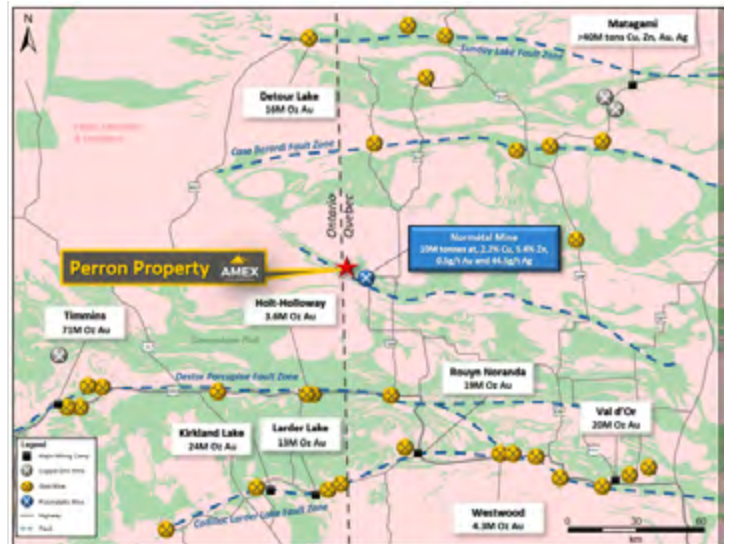 N
Matagami
>40M tons Cu, Zn, Au, Ag
Sunday Lake Fault Zone
Detour Lake
16M Oz Au
Casa Berardi Fault Zone
Ontario
Quebec
Normétal Mine
10M tonnes at, 2.2% Cu, 5.4% Zn,
0.5g/t Au and 44.5g/t Ag
Perron Property
AMEX
Holt-Holloway
3.6M Oz Au
Timmins
71M Oz Au
Rouyn Noranda
19M Oz Au
Destor Porcupine Fault Zone
Val d'Or
20M Oz Au
Kirkland Lake
24M Oz Au
Larder Lake
13M Oz Au
Legend
Major Mining Camp
Gold Mine
Highway
Fault
Westwood
4.3M Oz Au
Cadillac Larder Lake Fault Zone
0
80
km